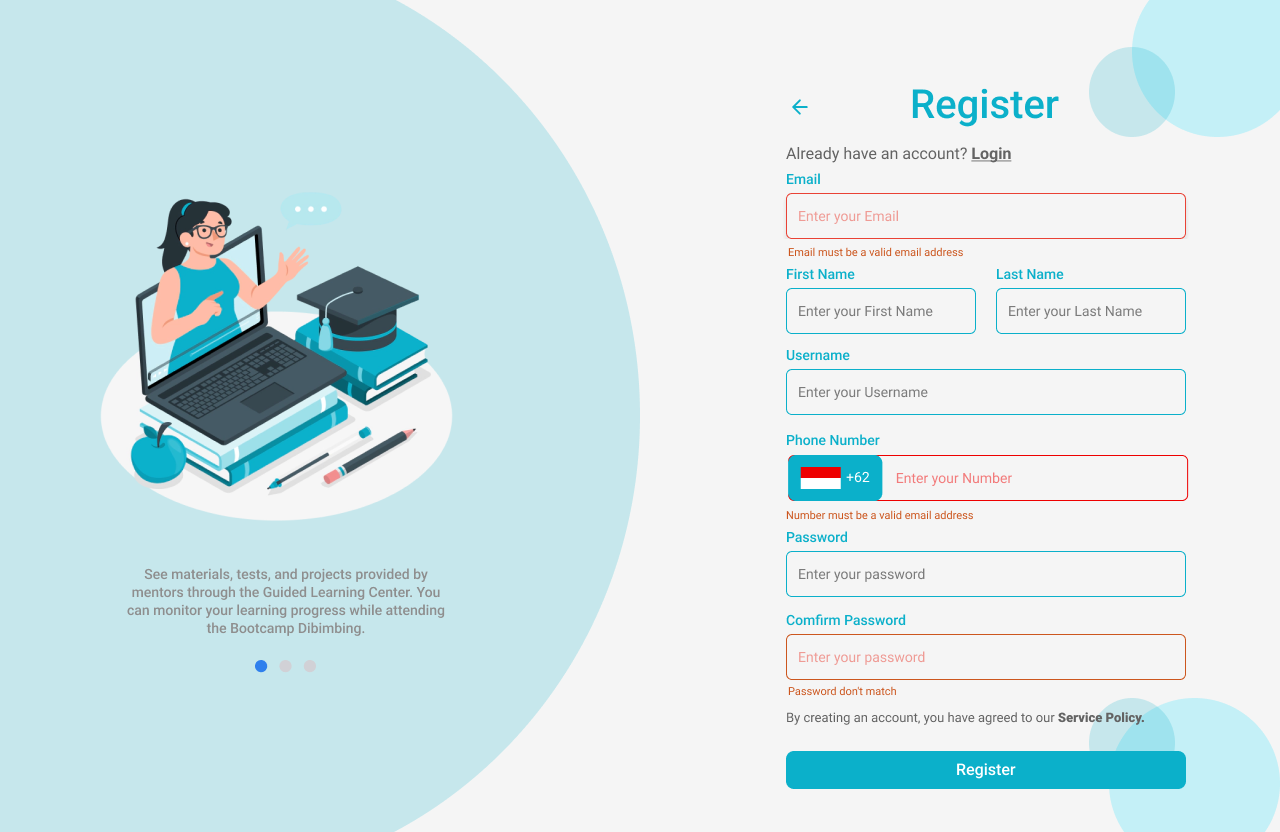 See materials, tests, and projects provided by
mentors through the Guided Learning Center. You
can monitor your learning progress while attending
the Bootcamp Dibimbing.
Register
Already have an account? Login
Email
Enter your Email
Email must be a valid email address
First Name
Last Name
Enter your First Name
Enter your Last Name
Username
Enter your Username
Phone Number
+62
Enter your Number
Number must be a valid email address
Password
Enter your password
Comfirm Password
Enter your password
Password don't match
By creating an account, you have agreed to our Service Policy.
Register